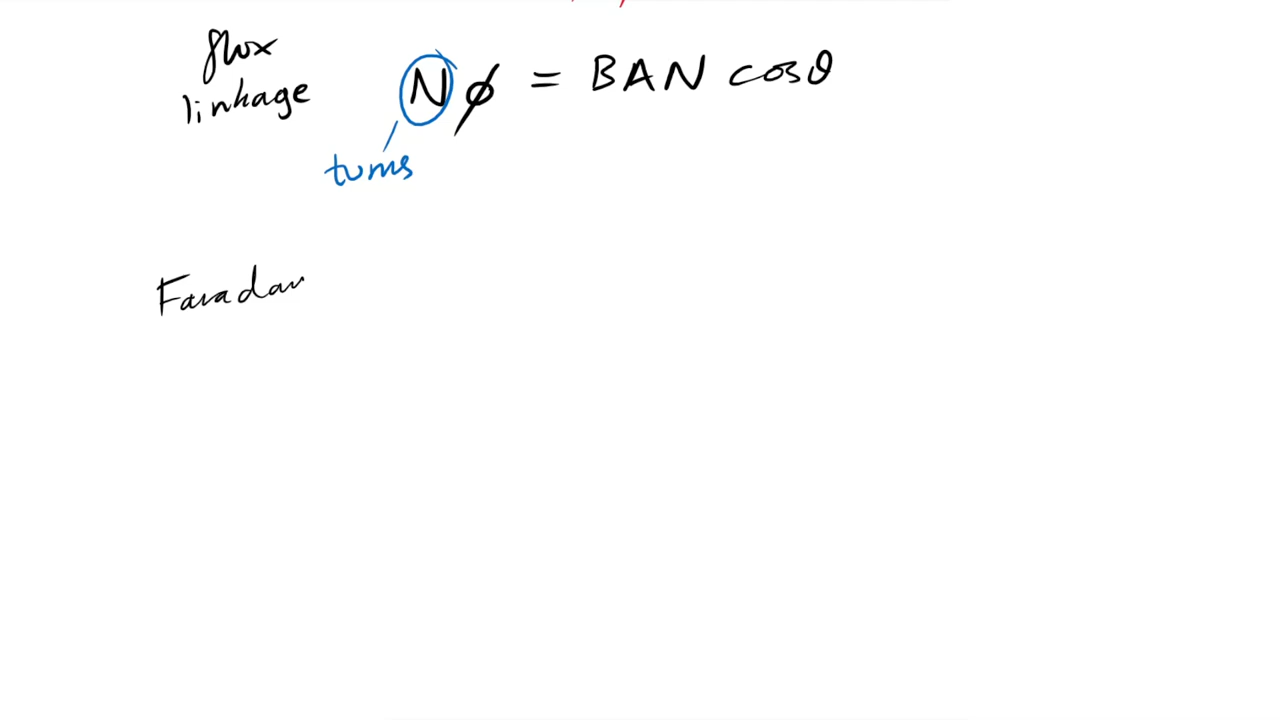 flux
linkage
Nϕ = BAN cosθ
turns
Faraday